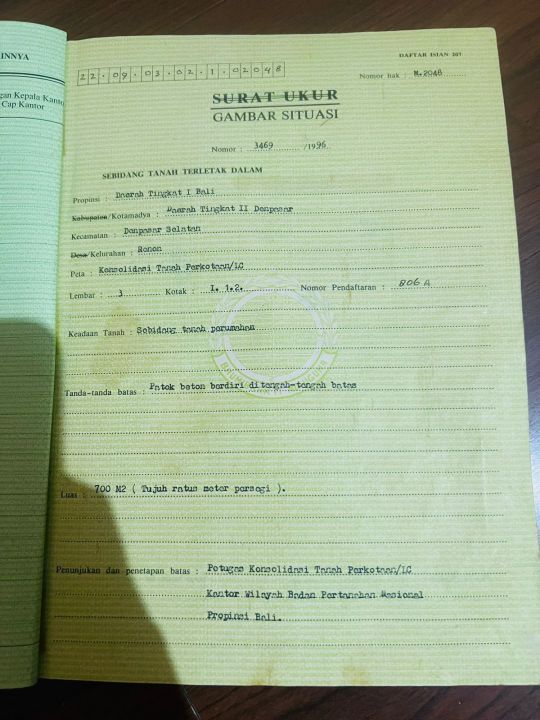 INNYA
gan Kepala Kantor
Cap Kantor
DAFTAR ISIAN 207
22.09.03.02.1.02048
Nomor hak : M.2048
SURAT UKUR
GAMBAR SITUASI
Nomor : 3469 /1996
SEBIDANG TANAH TERLETAK DALAM
Propinsi : Daerah Tingkat I Bali
Kabupaten/Kotamadya : Daerah Tingkat II Denpasar
Kecamatan : Denpasar Selatan
Desa/Kelurahan : Renon
Peta : Konsolidasi Tanah Perkotaan/LC
Lembar : 3 Kotak : I. 1.2. Nomor Pendaftaran : 806 A
Keadaan Tanah : Sebidang tanah perumahan
Tanda-tanda batas : Patok beton berdiri ditengah-tengah batas
Luas : 700 M2 ( Tujuh ratus meter persegi ).
Penunjukan dan penetapan batas : Petugas Konsolidasi Tanah Perkotaan/LC
Kantor Wilayah Badan Pertanahan Nasional
Propinsi Bali.